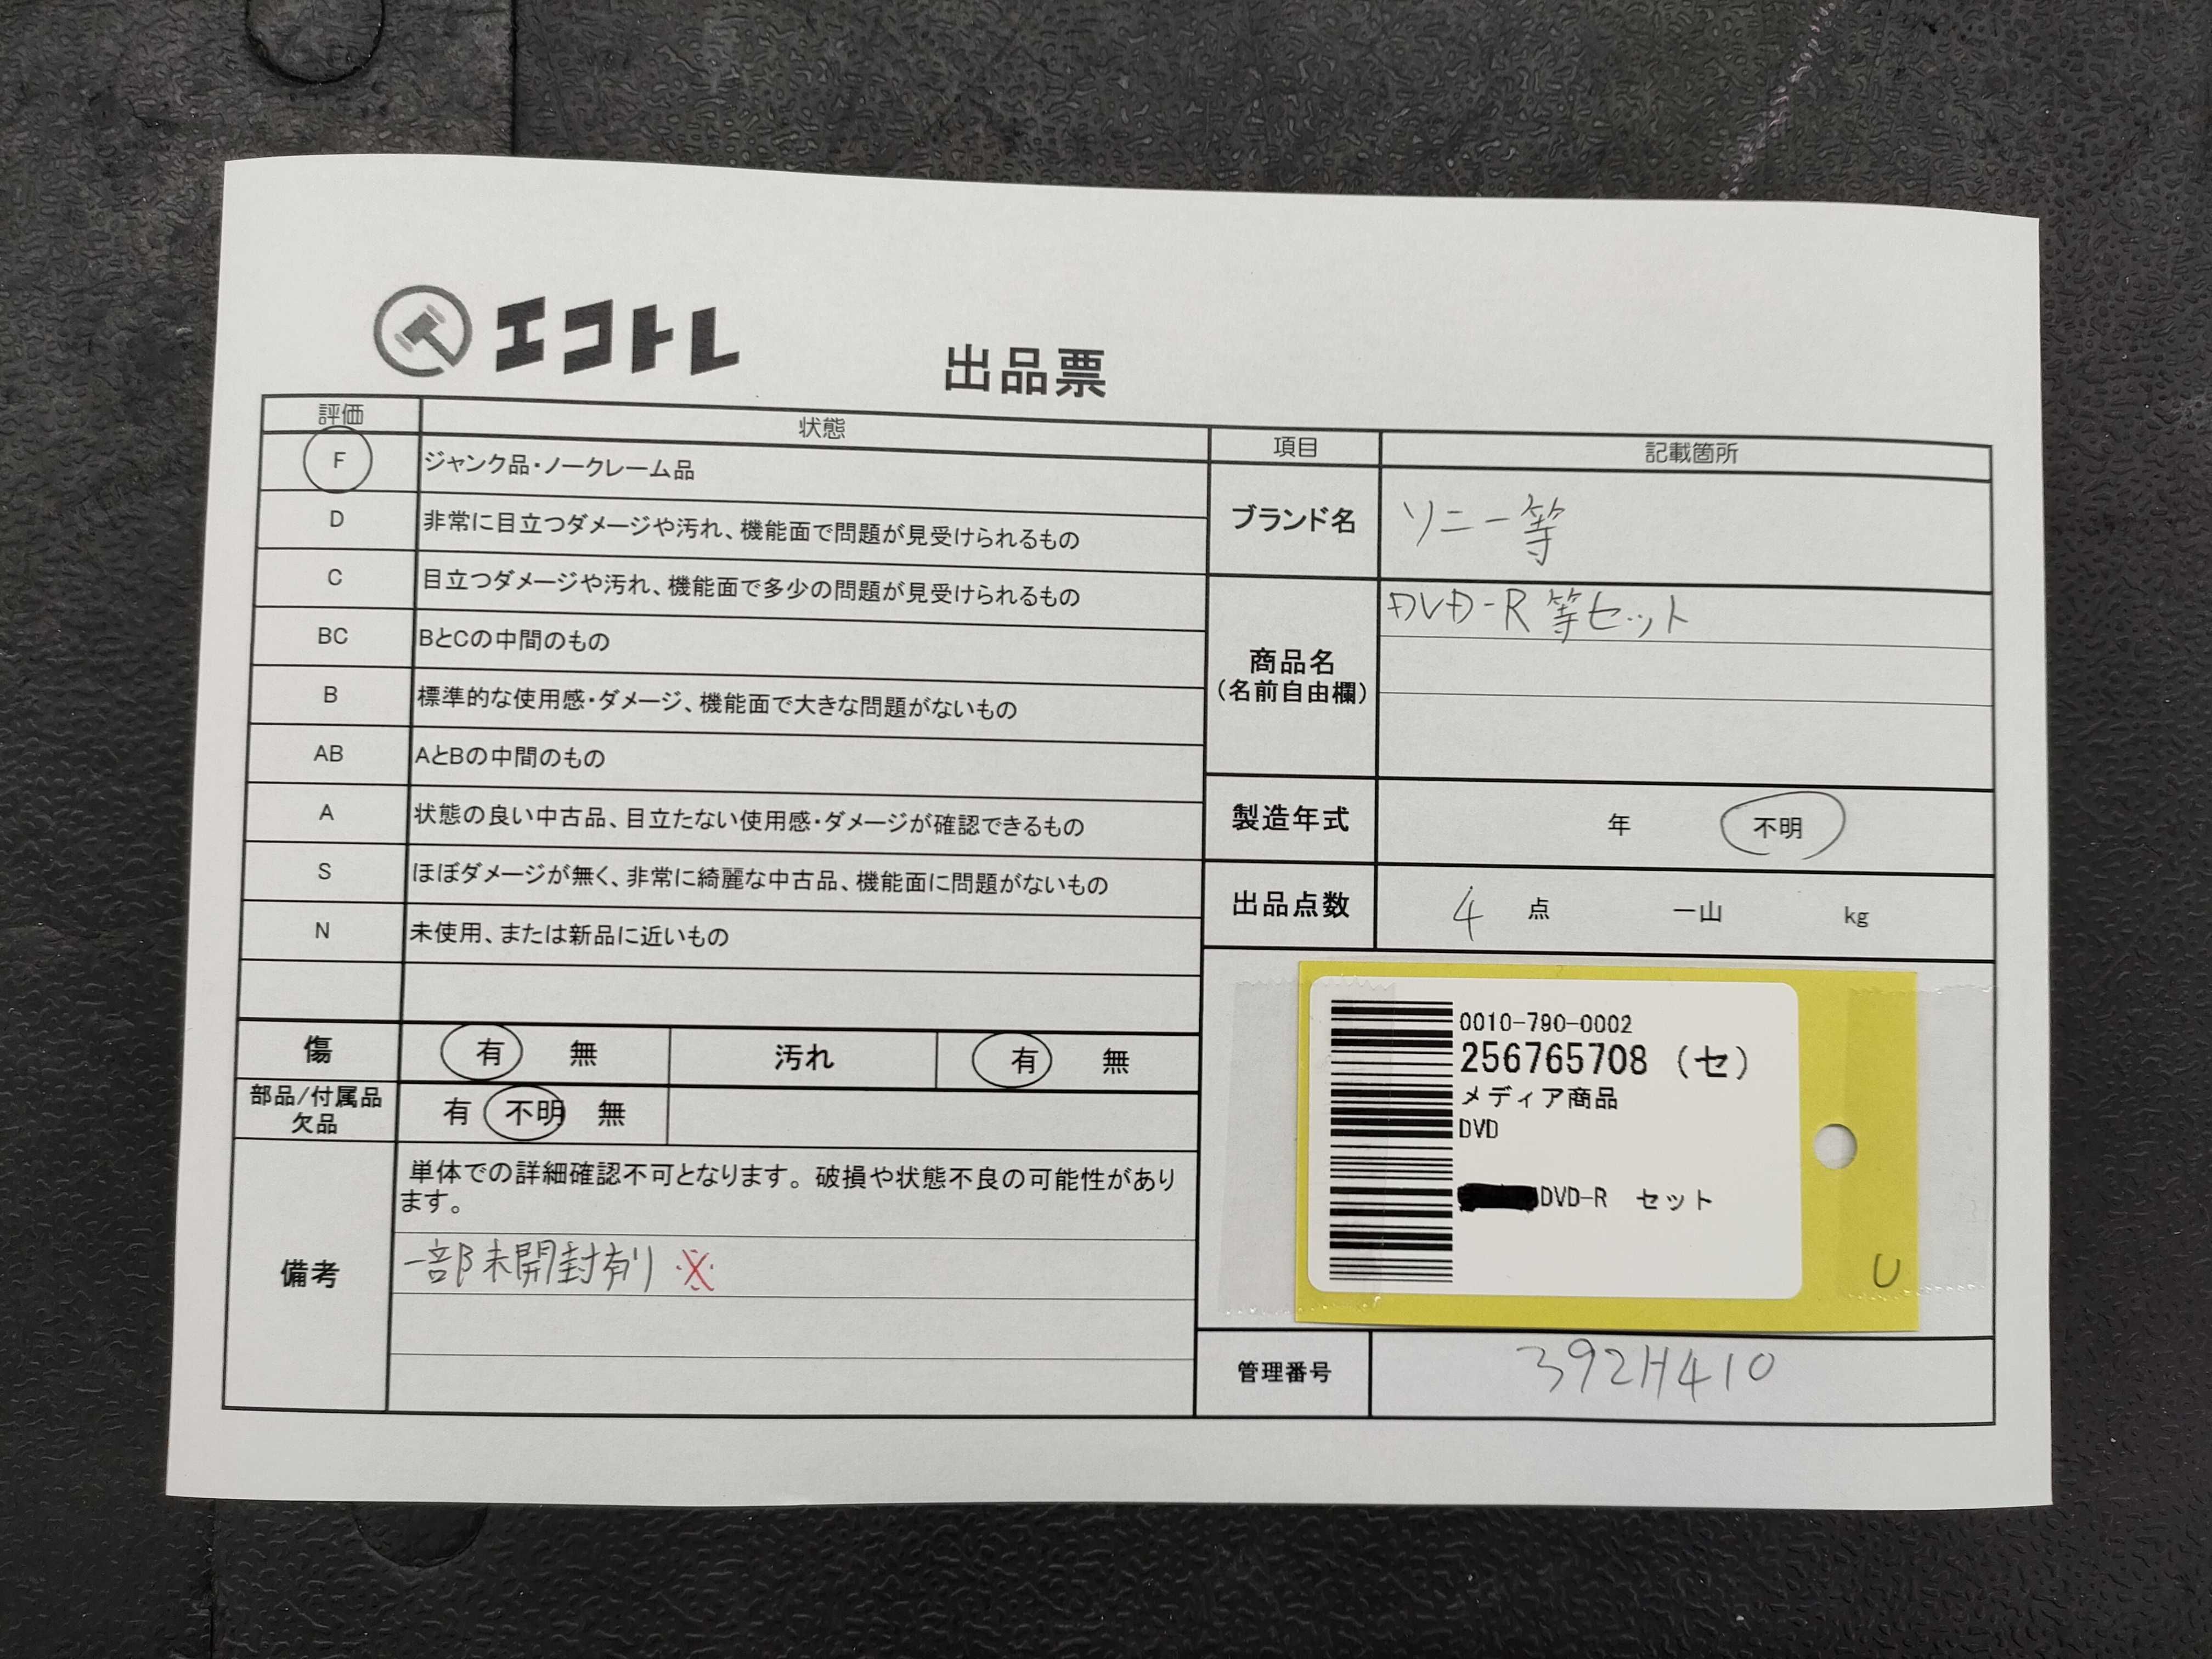 エコトレ
出品票
評価 状態
F ジャンク品・ノークレーム品
D 非常に目立つダメージや汚れ、機能面で問題が見受けられるもの
C 目立つダメージや汚れ、機能面で多少の問題が見受けられるもの
BC BとCの中間のもの
B 標準的な使用感・ダメージ、機能面で大きな問題がないもの
AB AとBの中間のもの
A 状態の良い中古品、目立たない使用感・ダメージが確認できるもの
S ほぼダメージが無く、非常に綺麗な中古品、機能面に問題がないもの
N 未使用、または新品に近いもの
傷 有 無 汚れ 有 無
部品/付属品
欠品
有 不明 無
備考
単体での詳細確認不可となります。破損や状態不良の可能性があり
ます。
一部未開封有り ※
項目 記載箇所
ブランド名 ソニー等
商品名
(名前自由欄)
DVD-R 等セット
製造年式 年 不明
出品点数 4 点 一山 kg
0010-790-0002
256765708 (セ)
メディア商品
DVD
DVD-R セット
U
管理番号 392H410